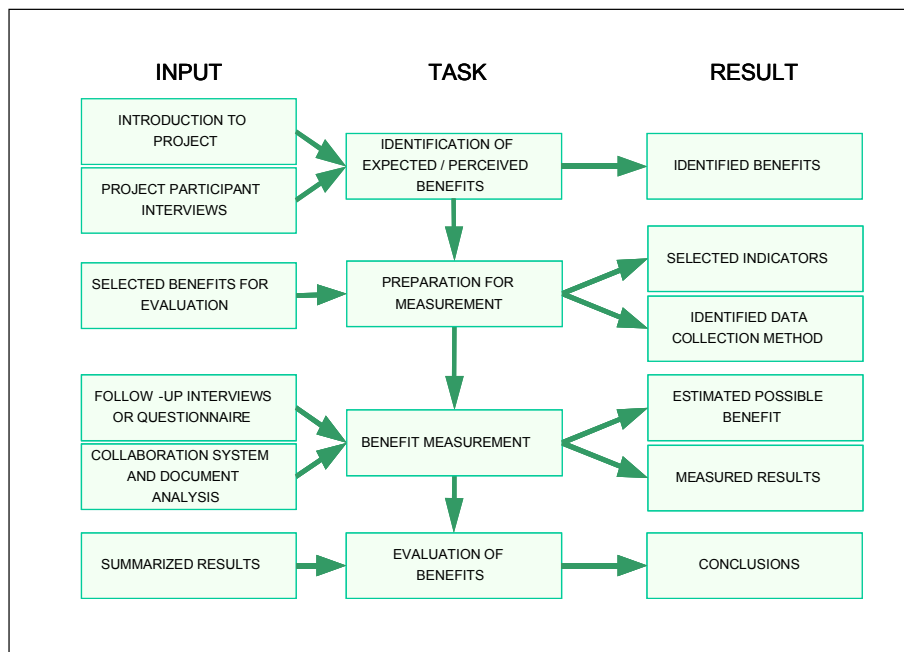 INPUT
TASK
RESULT
INTRODUCTION TO
PROJECT
PROJECT PARTICIPANT
INTERVIEWS
IDENTIFICATION OF
EXPECTED / PERCEIVED
BENEFITS
IDENTIFIED BENEFITS
SELECTED BENEFITS FOR
EVALUATION
PREPARATION FOR
MEASUREMENT
SELECTED INDICATORS
IDENTIFIED DATA
COLLECTION METHOD
FOLLOW -UP INTERVIEWS
OR QUESTIONNAIRE
COLLABORATION SYSTEM
AND DOCUMENT
ANALYSIS
BENEFIT MEASUREMENT
ESTIMATED POSSIBLE
BENEFIT
MEASURED RESULTS
SUMMARIZED RESULTS
EVALUATION OF
BENEFITS
CONCLUSIONS